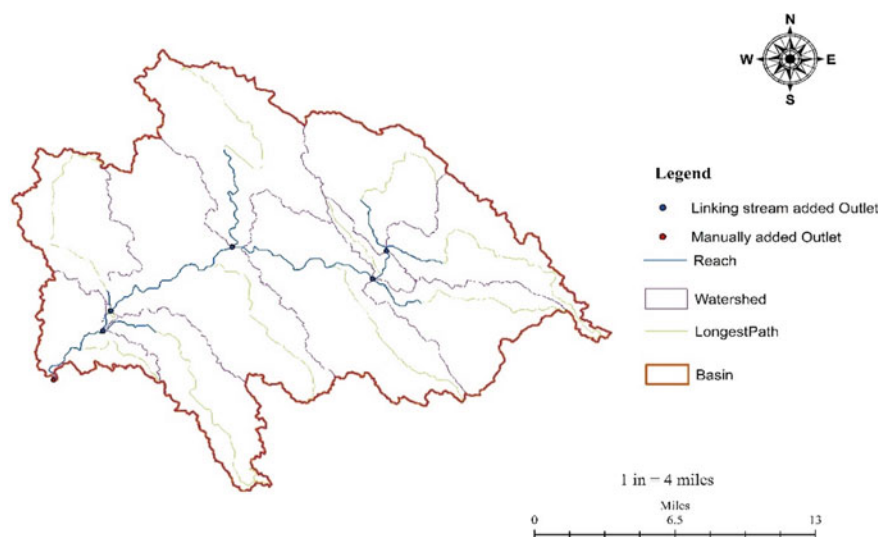 N
W E
S
Legend
Linking stream added Outlet
Manually added Outlet
Reach
Watershed
LongestPath
Basin
1 in = 4 miles
Miles
0 6.5 13